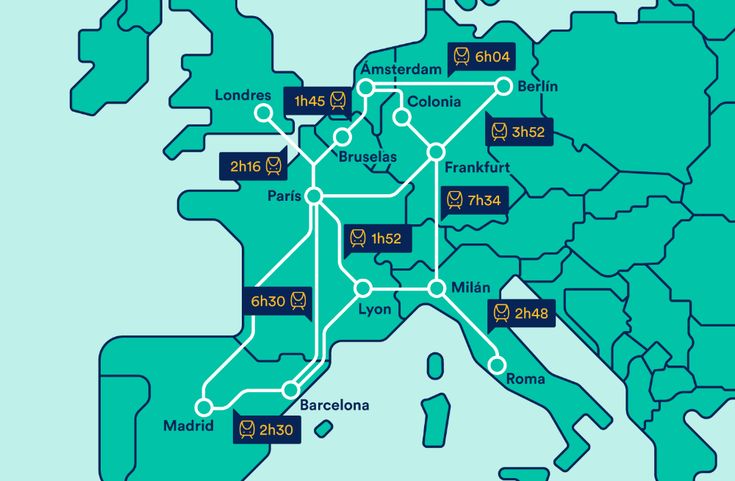 6h04
Ámsterdam
Berlín
Londres
1h45
Colonia
3h52
Bruselas
2h16
Frankfurt
París
7h34
1h52
Milán
6h30
Lyon
2h48
Roma
Barcelona
Madrid
2h30